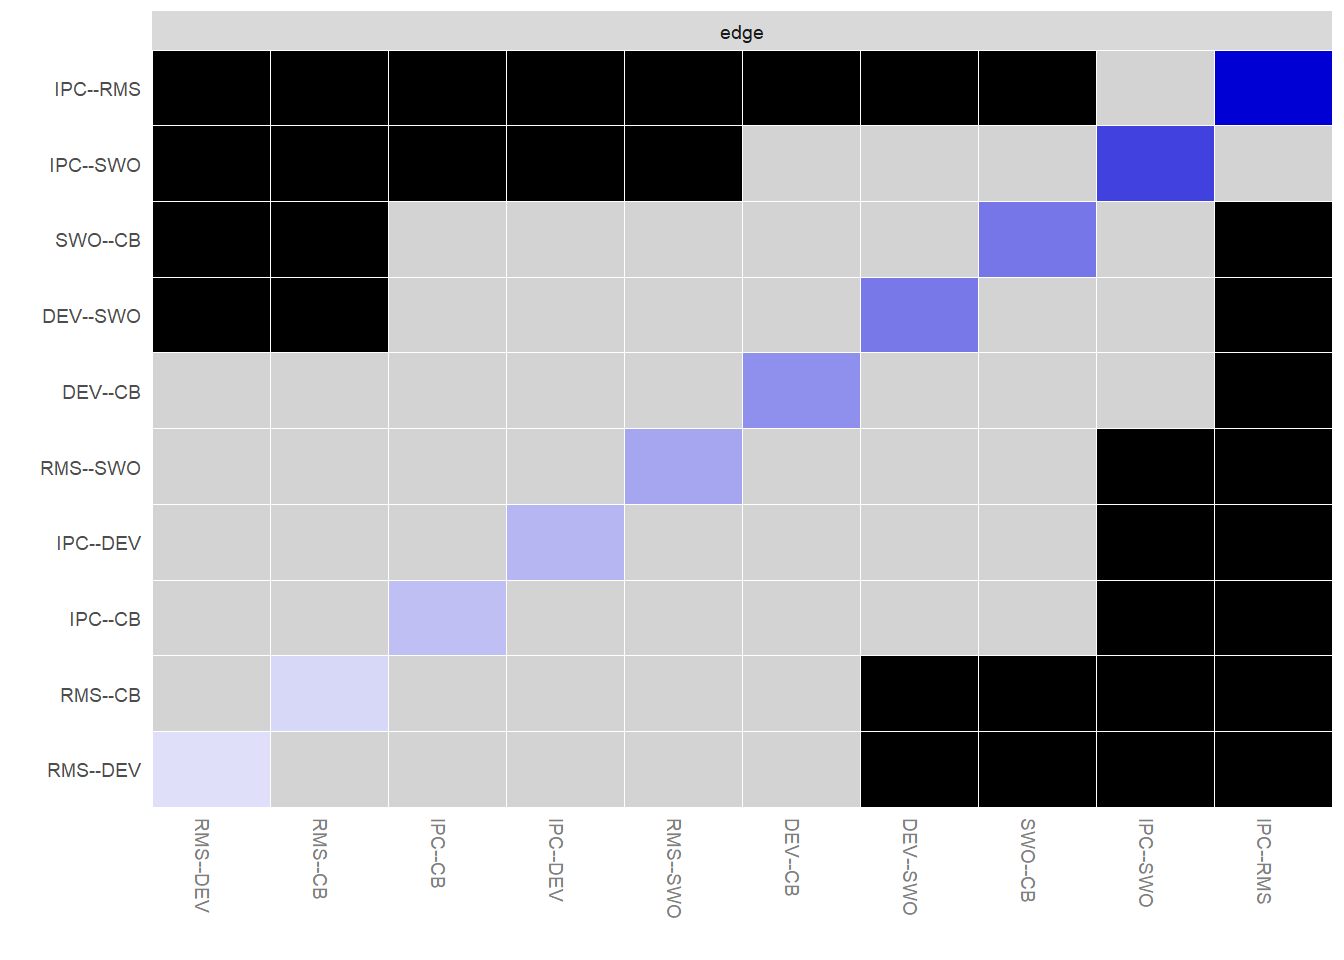 edge
IPC--RMS
IPC--SWO
SWO--CB
DEV--SWO
DEV--CB
RMS--SWO
IPC--DEV
IPC--CB
RMS--CB
RMS--DEV
RMS--DEV
RMS--CB
IPC--CB
IPC--DEV
RMS--SWO
DEV--CB
DEV--SWO
SWO--CB
IPC--SWO
IPC--RMS